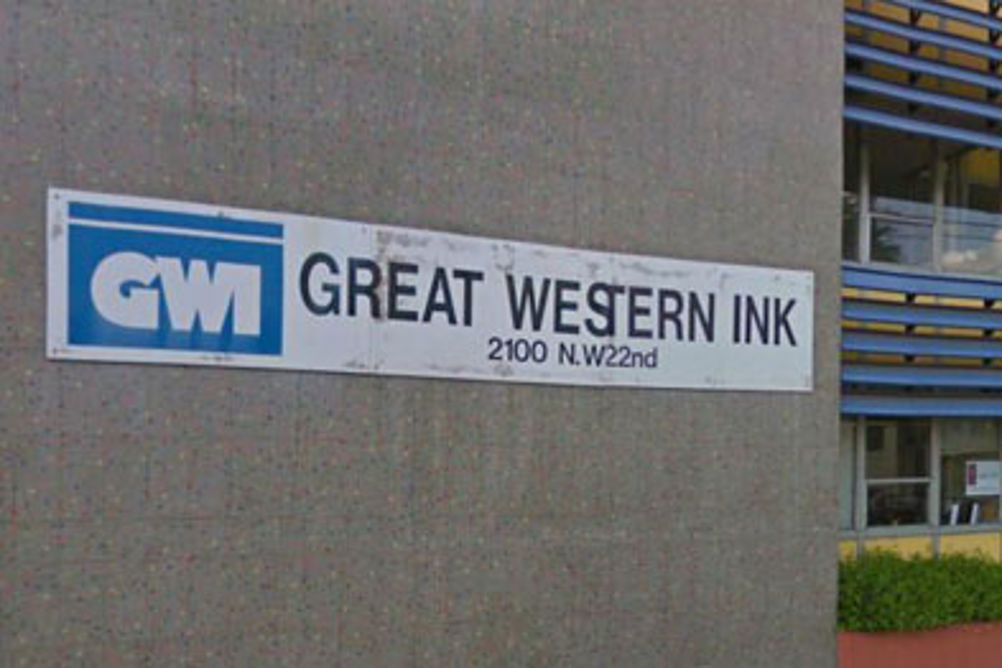 GWI
GREAT WESTERN INK
2100 N.W22nd